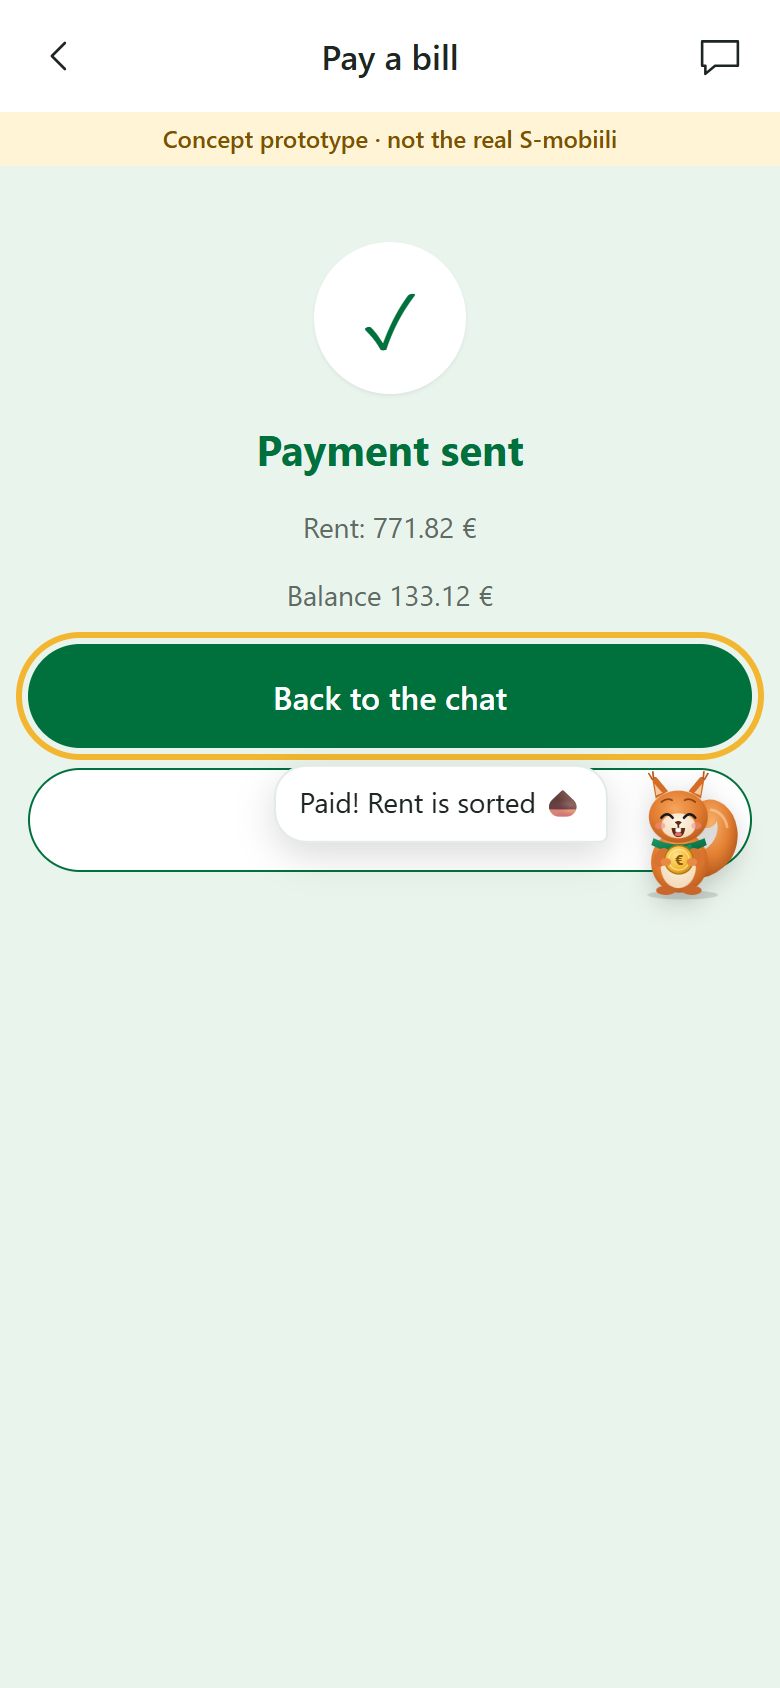 Pay a bill
Concept prototype · not the real S-mobiili
✓
Payment sent
Rent: 771.82 €
Balance 133.12 €
Back to the chat
Paid! Rent is sorted 🌰
€